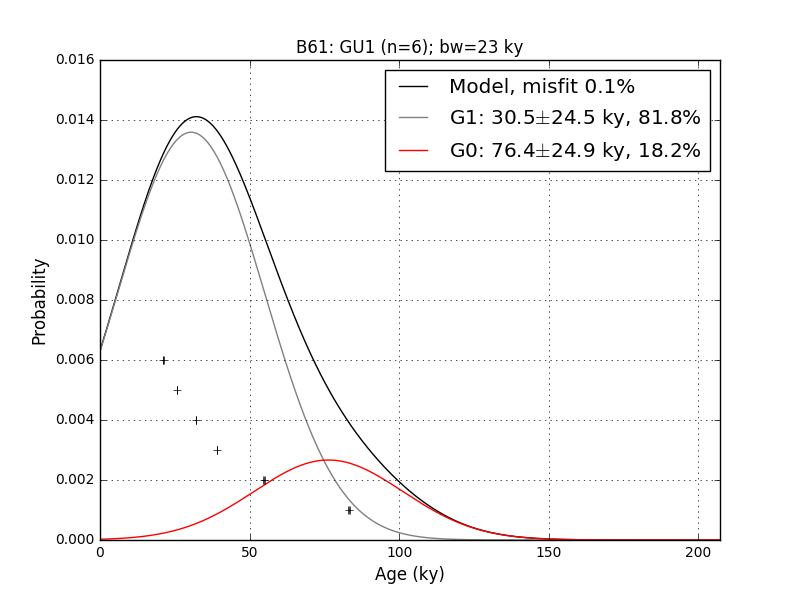 B61: GU1 (n=6); bw=23 ky
Model, misfit 0.1%
G1: 30.5±24.5 ky, 81.8%
G0: 76.4±24.9 ky, 18.2%
0.016
0.014
0.012
0.010
0.008
0.006
0.004
0.002
0.000
Probability
0 50 100 150 200
Age (ky)